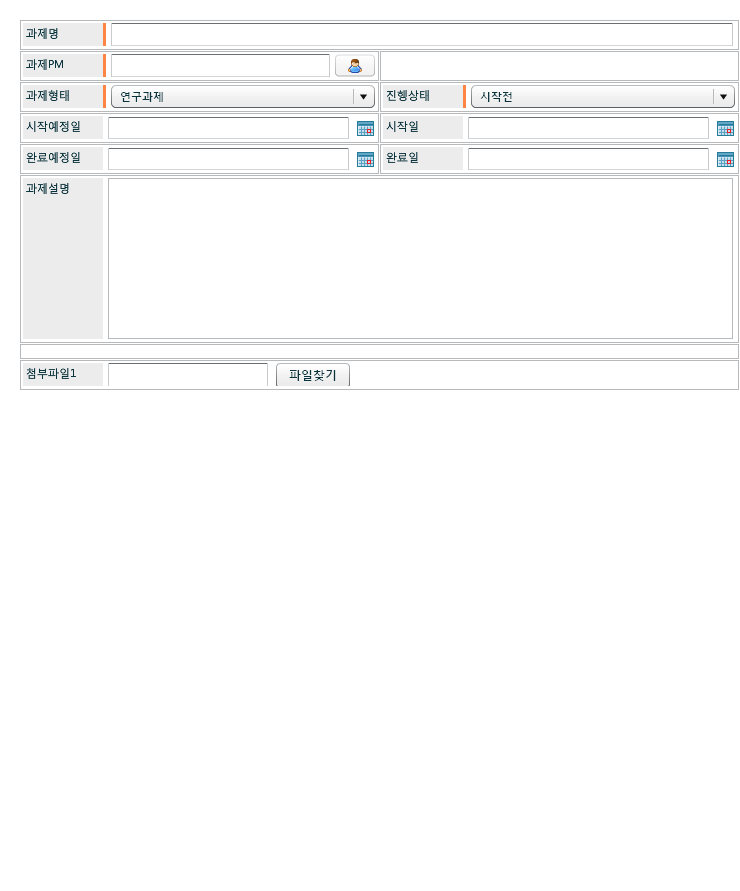 과제명
과제PM
과제형태 연구과제 진행상태 시작전
시작예정일 시작일
완료예정일 완료일
과제설명
첨부파일1 파일찾기